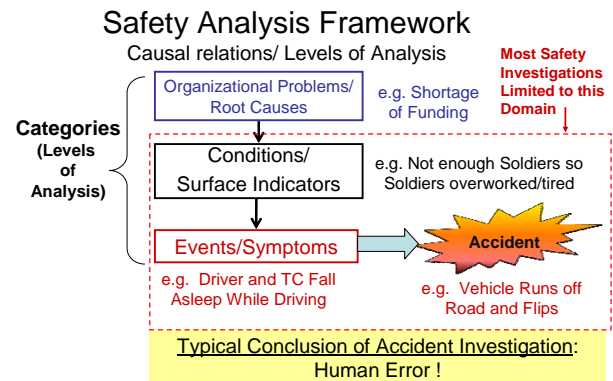 Safety Analysis Framework
Causal relations/ Levels of Analysis
Organizational Problems/
Root Causes
e.g. Shortage
of Funding
Most Safety
Investigations
Limited to this
Domain
Categories
(Levels
of
Analysis)
Conditions/
Surface Indicators
e.g. Not enough Soldiers so
Soldiers overworked/tired
Events/Symptoms
Accident
e.g. Driver and TC Fall
Asleep While Driving
e.g. Vehicle Runs off
Road and Flips
Typical Conclusion of Accident Investigation:
Human Error !